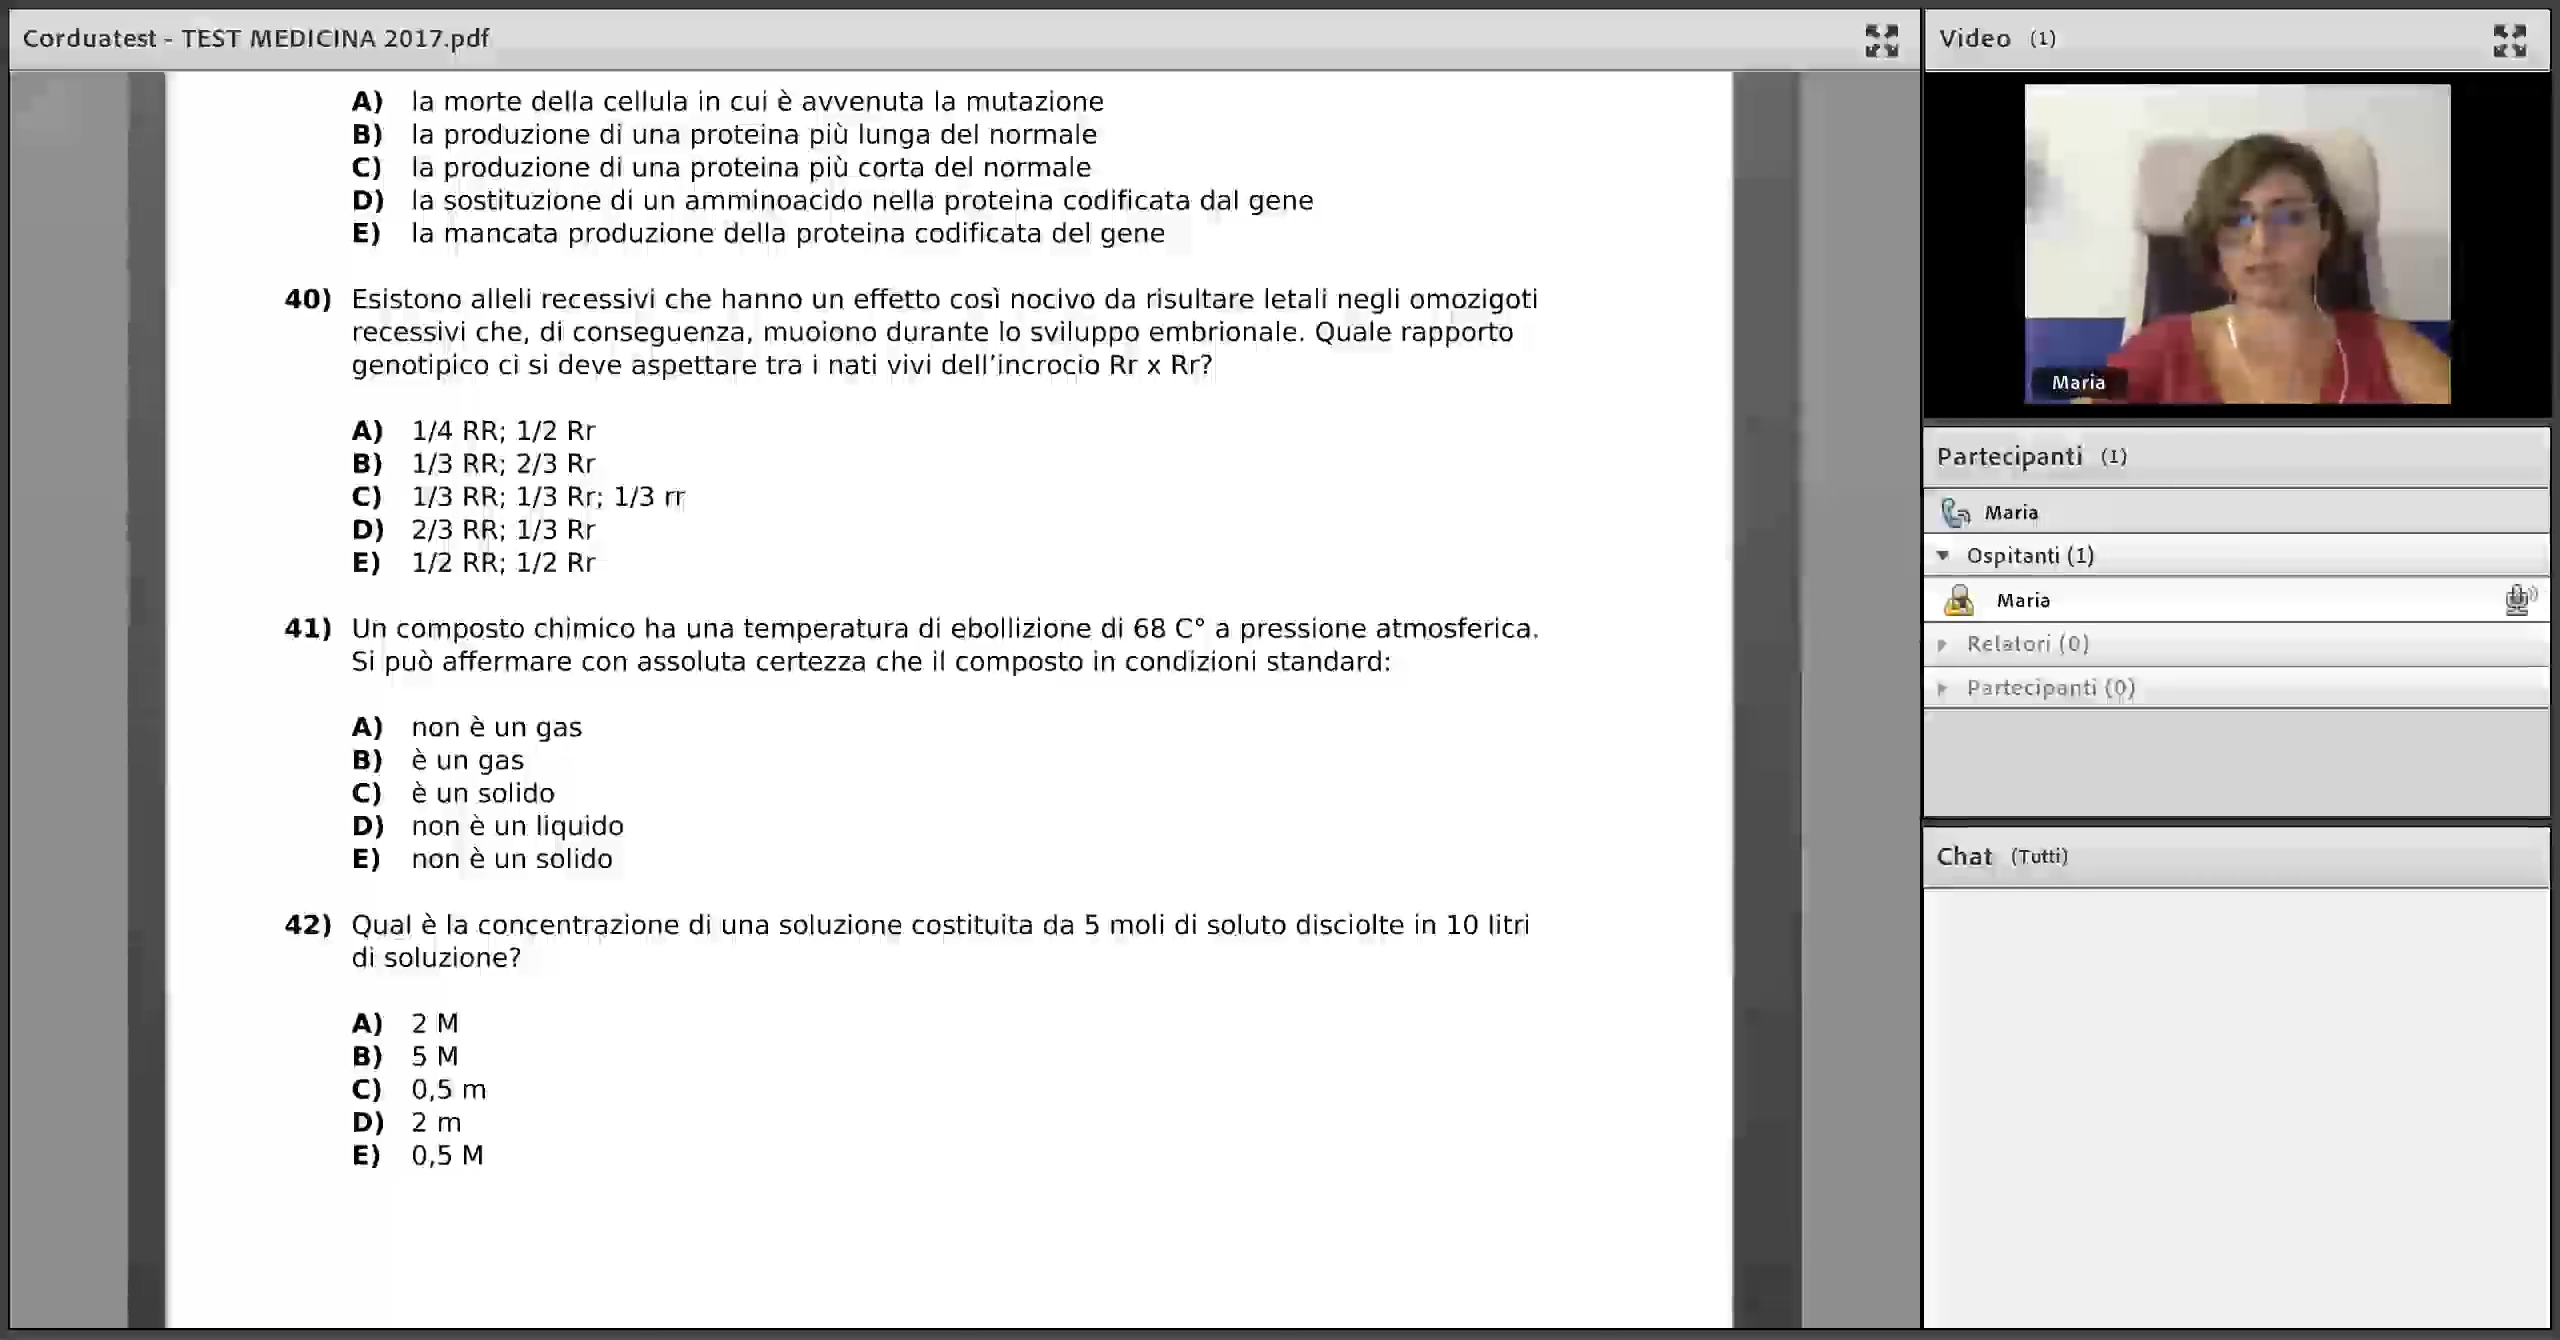 Corduatest - TEST MEDICINA 2017.pdf
A) la morte della cellula in cui è avvenuta la mutazione
B) la produzione di una proteina più lunga del normale
C) la produzione di una proteina più corta del normale
D) la sostituzione di un amminoacido nella proteina codificata dal gene
E) la mancata produzione della proteina codificata del gene
40) Esistono alleli recessivi che hanno un effetto così nocivo da risultare letali negli omozigoti
recessivi che, di conseguenza, muoiono durante lo sviluppo embrionale. Quale rapporto
genotipico ci si deve aspettare tra i nati vivi dell’incrocio Rr x Rr?
A) 1/4 RR; 1/2 Rr
B) 1/3 RR; 2/3 Rr
C) 1/3 RR; 1/3 Rr; 1/3 rr
D) 2/3 RR; 1/3 Rr
E) 1/2 RR; 1/2 Rr
41) Un composto chimico ha una temperatura di ebollizione di 68 C° a pressione atmosferica.
Si può affermare con assoluta certezza che il composto in condizioni standard:
A) non è un gas
B) è un gas
C) è un solido
D) non è un liquido
E) non è un solido
42) Qual è la concentrazione di una soluzione costituita da 5 moli di soluto disciolte in 10 litri
di soluzione?
A) 2 M
B) 5 M
C) 0,5 m
D) 2 m
E) 0,5 M
Video (1)
Maria
Partecipanti (1)
Maria
Ospitanti (1)
Maria
Relatori (0)
Partecipanti (0)
Chat (Tutti)